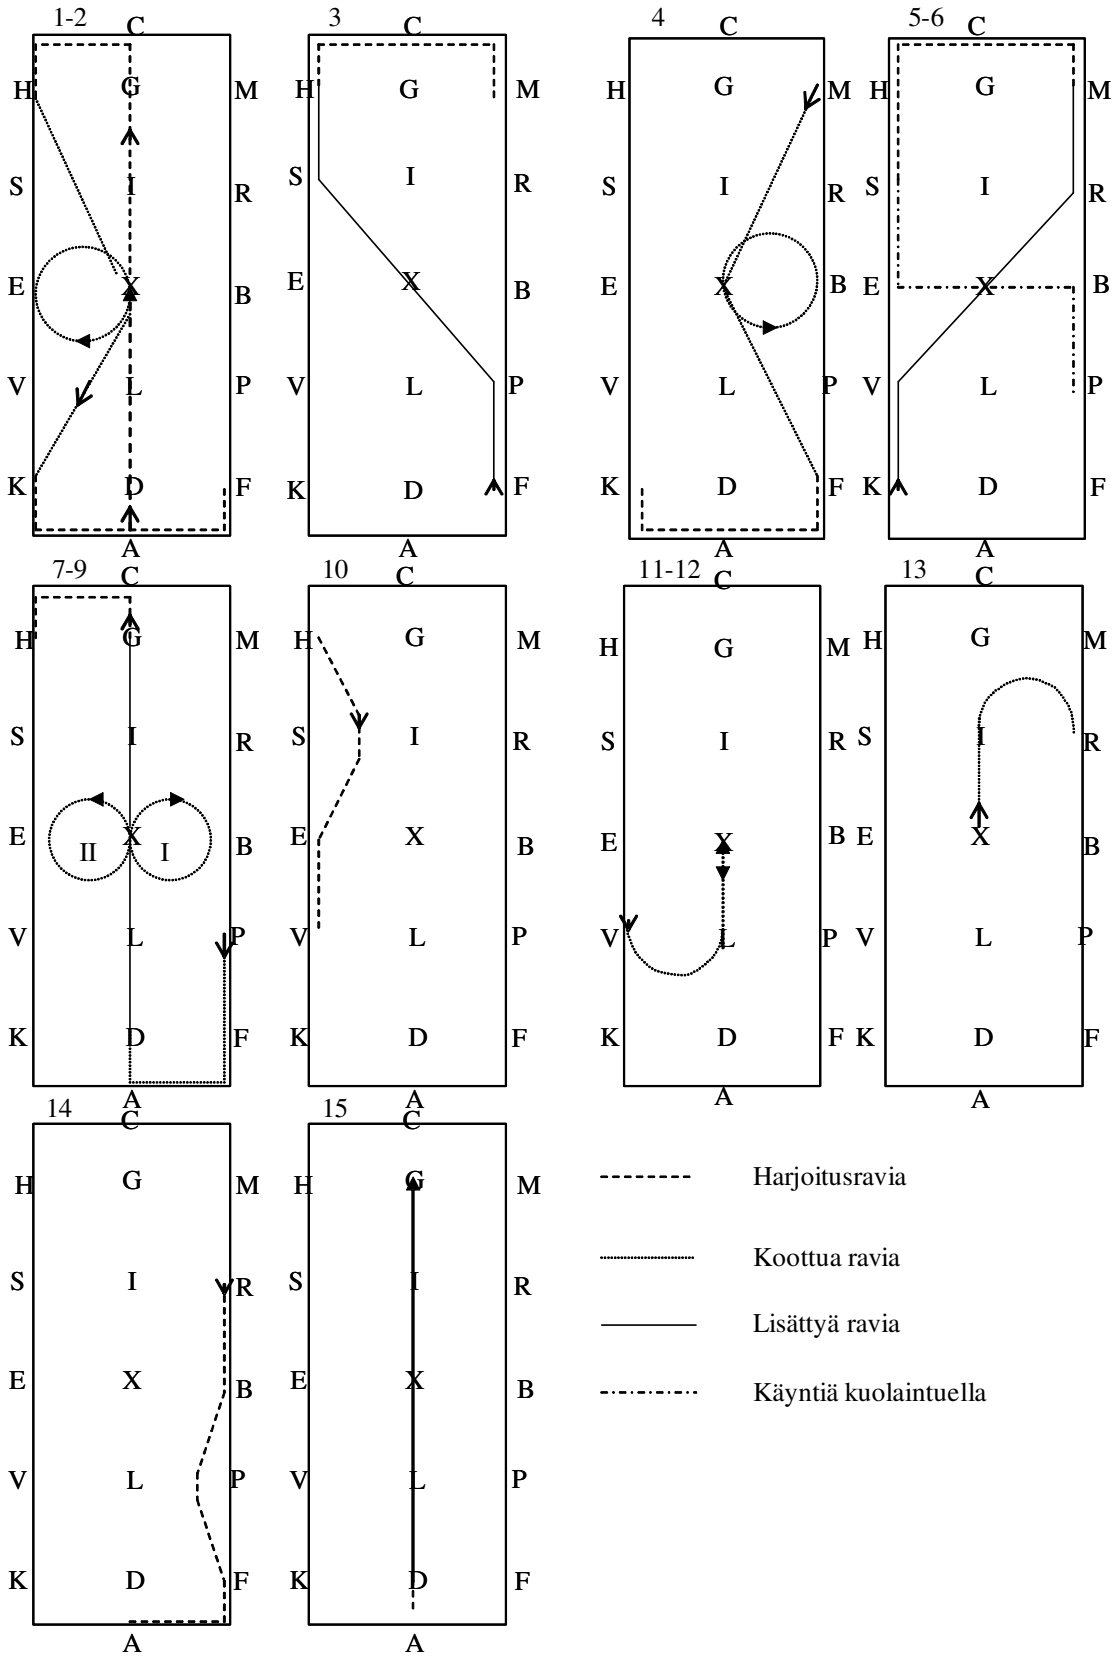 1-2 3 4 5-6
C C C C
H G M H G M H G M H G M
S I R S I R S I R S I R
E X B E X B E X B E X B
V L P V L P V L P V L P
K D F K D F K D F K D F
A A A A
7-9 10 11-12 13
C C C C
H G M H G M H G M H G M
S I R S I R S I R S I R
E X B E X B E X B E X B
II I
V L P V L P V L P V L P
K D F K D F K D F K D F
A A A A
14 15
C C
H G M H G M Harjoitusravia
S I R S I R Koottua ravia
Lisättyä ravia
E X B E X B Käyntiä kuolaintuella
V L P V L P
K D F K D F
A A